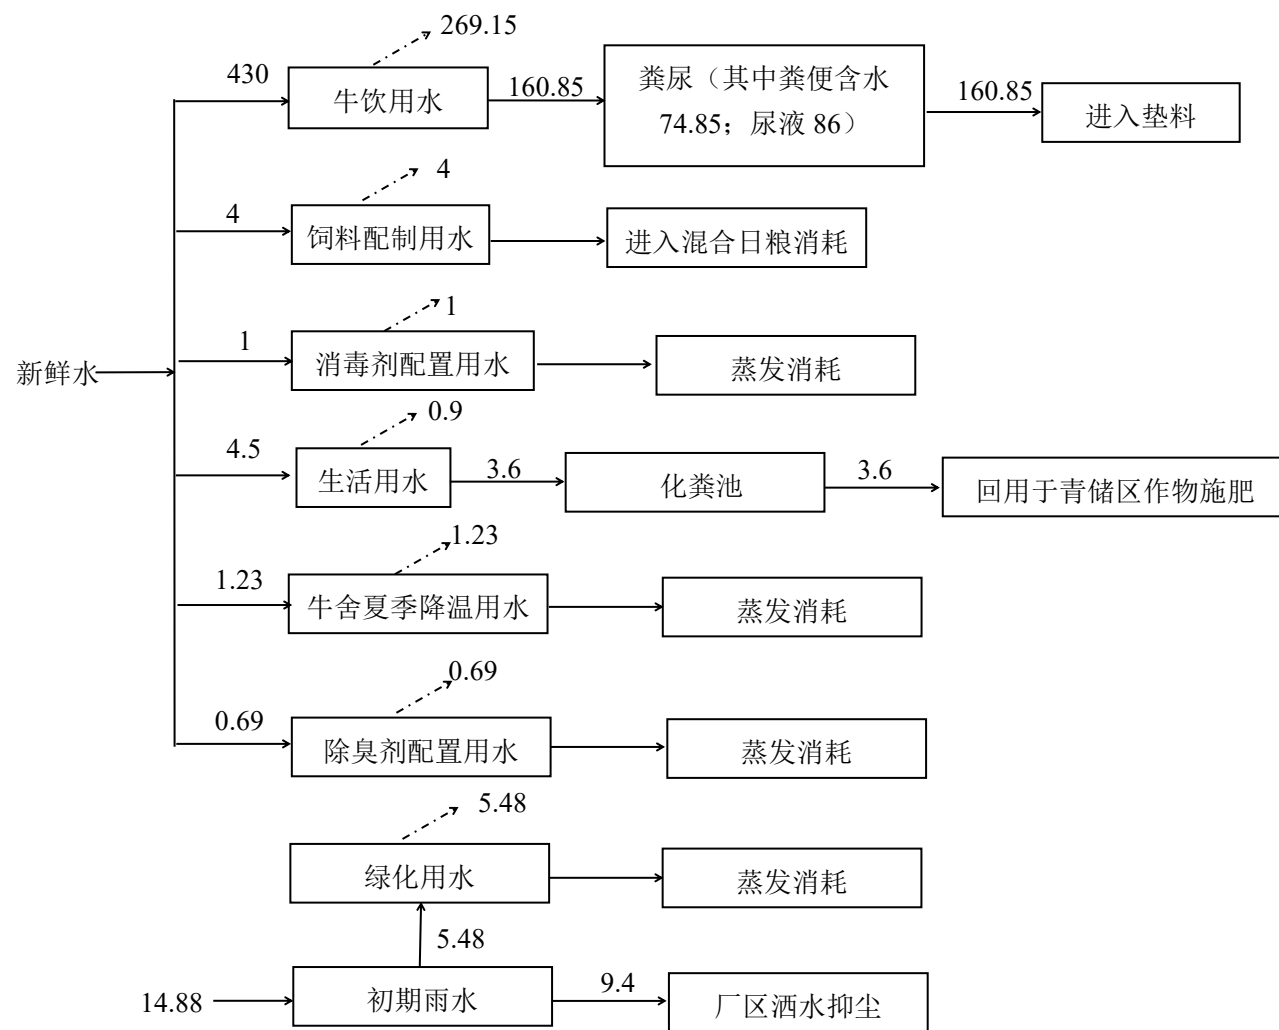 269.15
430
牛饮用水
160.85
粪尿（其中粪便含水
74.85；尿液 86）
160.85
进入垫料
4
4
饲料配制用水
进入混合日粮消耗
1
1
消毒剂配置用水
蒸发消耗
新鲜水
0.9
4.5
生活用水
3.6
化粪池
3.6
回用于青储区作物施肥
1.23
1.23
牛舍夏季降温用水
蒸发消耗
0.69
0.69
除臭剂配置用水
蒸发消耗
5.48
绿化用水
蒸发消耗
5.48
14.88
初期雨水
9.4
厂区洒水抑尘